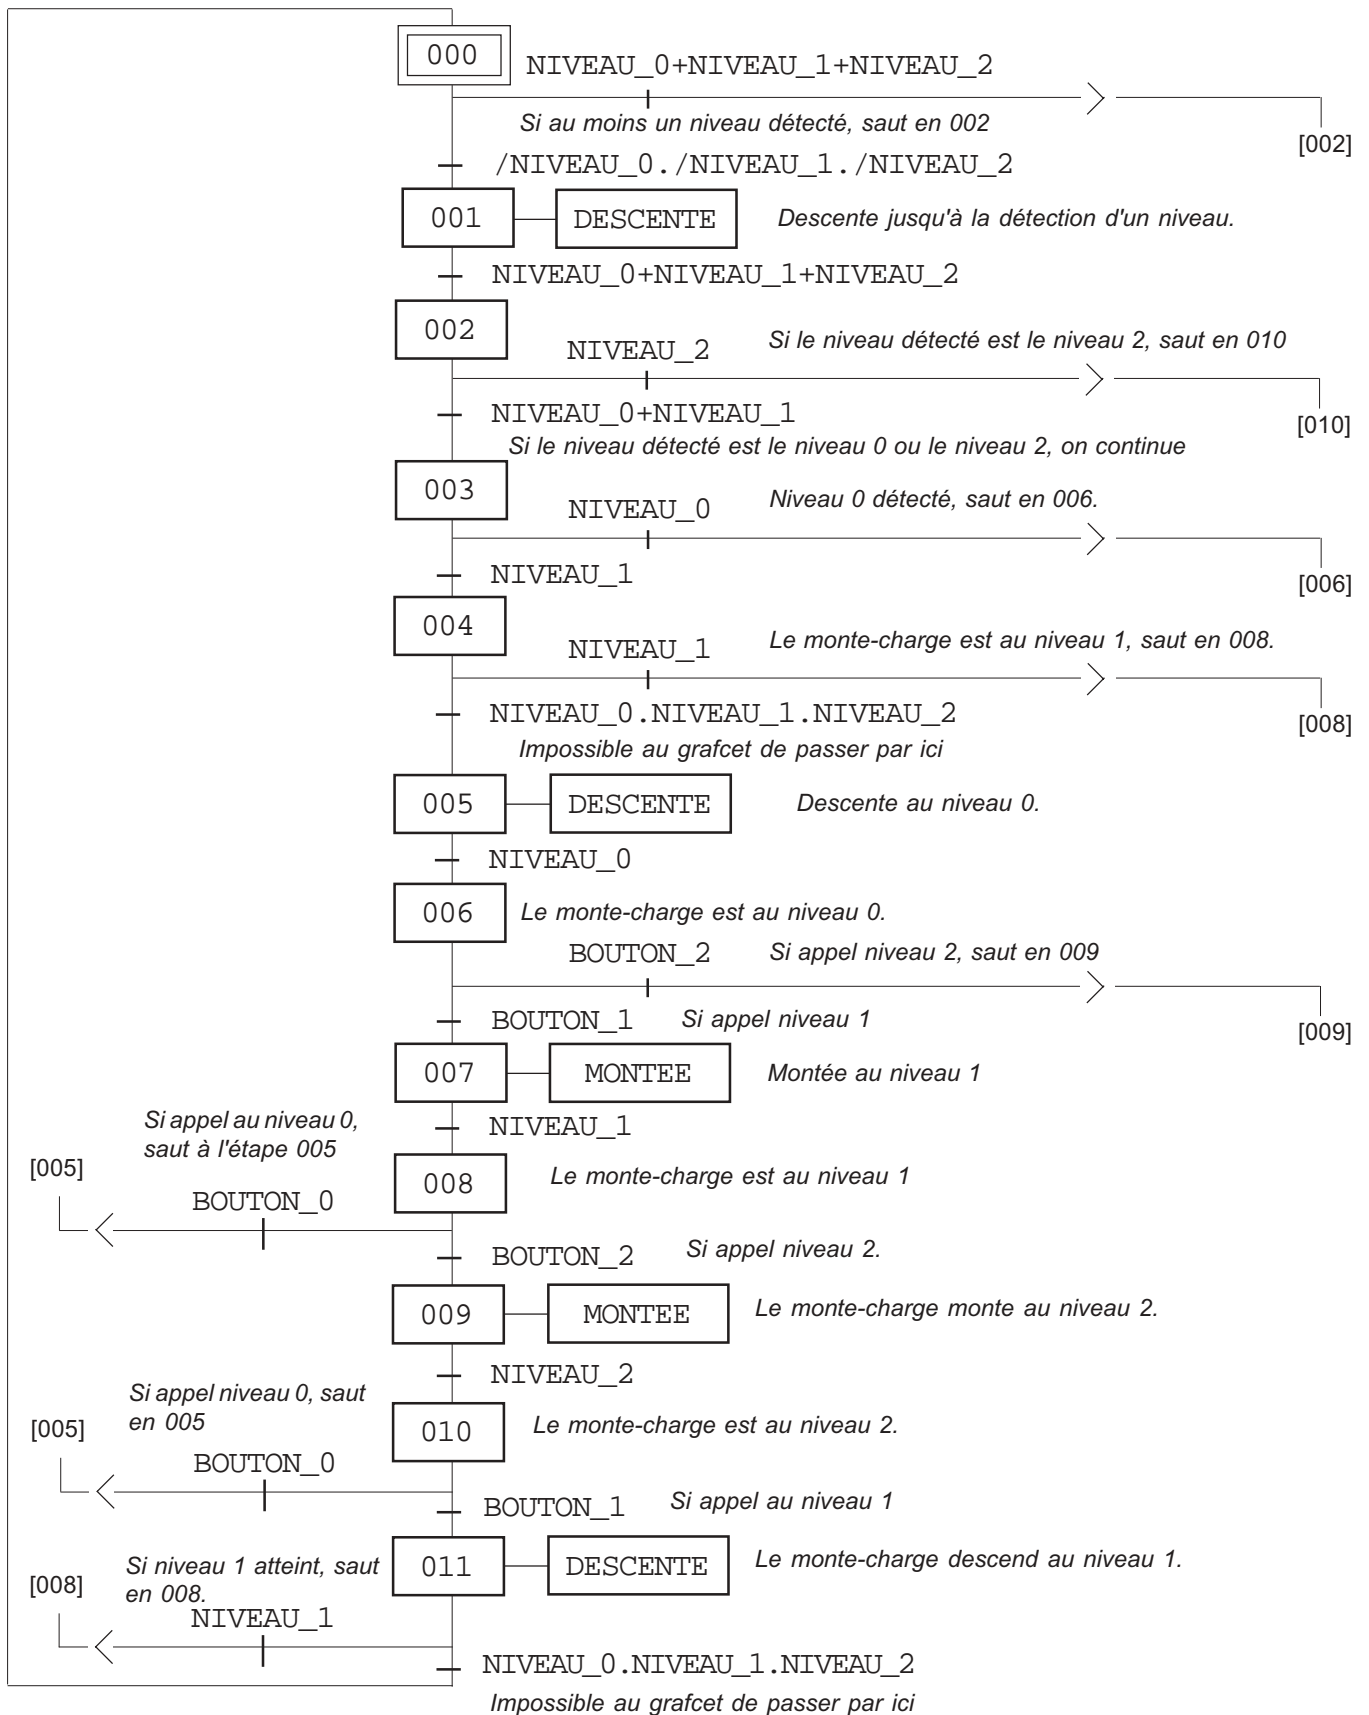 000
NIVEAU_0+NIVEAU_1+NIVEAU_2
Si au moins un niveau détecté, saut en 002
[002]
/NIVEAU_0./NIVEAU_1./NIVEAU_2
001
DESCENTE
Descente jusqu'à la détection d'un niveau.
NIVEAU_0+NIVEAU_1+NIVEAU_2
002
NIVEAU_2
Si le niveau détecté est le niveau 2, saut en 010
[010]
NIVEAU_0+NIVEAU_1
Si le niveau détecté est le niveau 0 ou le niveau 2, on continue
003
NIVEAU_0
Niveau 0 détecté, saut en 006.
[006]
NIVEAU_1
004
NIVEAU_1
Le monte-charge est au niveau 1, saut en 008.
[008]
NIVEAU_0.NIVEAU_1.NIVEAU_2
Impossible au grafcet de passer par ici
005
DESCENTE
Descente au niveau 0.
NIVEAU_0
006
Le monte-charge est au niveau 0.
BOUTON_2
Si appel niveau 2, saut en 009
[009]
BOUTON_1
Si appel niveau 1
007
MONTEE
Montée au niveau 1
NIVEAU_1
Si appel au niveau 0,
saut à l'étape 005
[005]
BOUTON_0
008
Le monte-charge est au niveau 1
BOUTON_2
Si appel niveau 2.
009
MONTEE
Le monte-charge monte au niveau 2.
NIVEAU_2
Si appel niveau 0, saut
en 005
[005]
BOUTON_0
010
Le monte-charge est au niveau 2.
BOUTON_1
Si appel au niveau 1
011
DESCENTE
Le monte-charge descend au niveau 1.
Si niveau 1 atteint, saut
en 008.
[008]
NIVEAU_1
NIVEAU_0.NIVEAU_1.NIVEAU_2
Impossible au grafcet de passer par ici